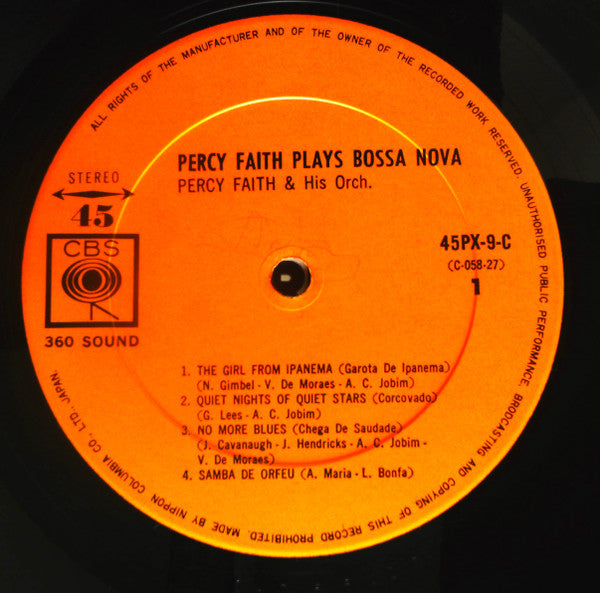 ALL RIGHTS OF THE MANUFACTURER AND OF THE OWNER OF THE RECORDED WORK RESERVED. UNAUTHORISED PUBLIC PERFORMANCE, BRODCASTING AND COPYING OF THIS RECORD PROHIBITED. MADE BY NIPPON COLUMBIA CO., LTD. JAPAN.
PERCY FAITH PLAYS BOSSA NOVA
PERCY FAITH & His Orch.
STEREO
45
CBS
360 SOUND
45PX-9-C
(C-058-27)
1
1. THE GIRL FROM IPANEMA (Garota De Ipanema)
(N. Gimbel - V. De Moraes - A. C. Jobim)
2. QUIET NIGHTS OF QUIET STARS (Corcovado)
(G. Lees - A. C. Jobim)
3. NO MORE BLUES (Chega De Saudade)
(J. Cavanaugh - J. Hendricks - A. C. Jobim -
V. De Moraes)
4. SAMBA DE ORFEU (A. Maria - L. Bonfa)